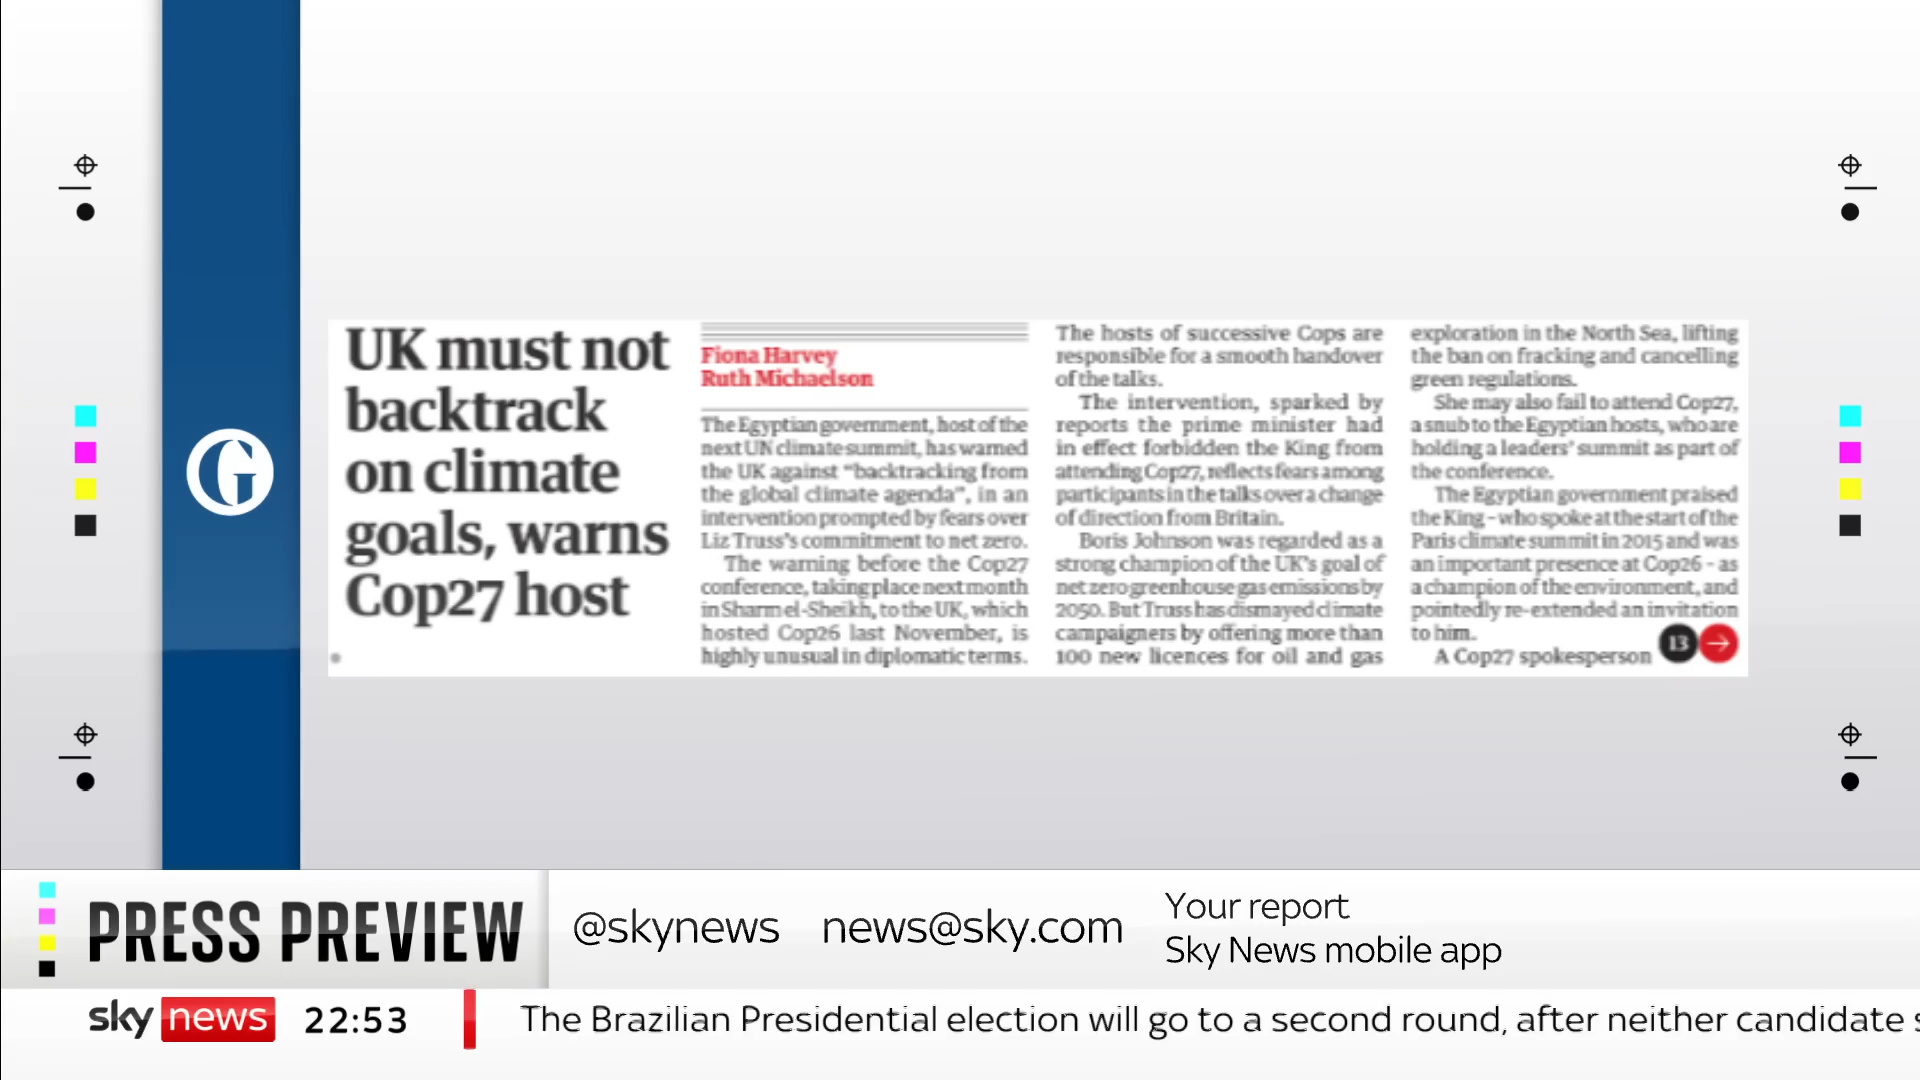 UK must not
backtrack
on climate
goals, warns
Cop27 host
Fiona Harvey
Ruth Michaelson
The Egyptian government, host of the
next UN climate summit, has warned
the UK against “backtracking from
the global climate agenda”, in an
intervention prompted by fears over
Liz Truss’s commitment to net zero.
The warning before the Cop27
conference, taking place next month
in Sharm el-Sheikh, to the UK, which
hosted Cop26 last November, is
highly unusual in diplomatic terms.
The hosts of successive Cops are
responsible for a smooth handover
of the talks.
The intervention, sparked by
reports the prime minister had
in effect forbidden the King from
attending Cop27, reflects fears among
participants in the talks over a change
of direction from Britain.
Boris Johnson was regarded as a
strong champion of the UK’s goal of
net zero greenhouse gas emissions by
2050. But Truss has dismayed climate
campaigners by offering more than
100 new licences for oil and gas
exploration in the North Sea, lifting
the ban on fracking and cancelling
green regulations.
She may also fail to attend Cop27,
a snub to the Egyptian hosts, who are
holding a leaders’ summit as part of
the conference.
The Egyptian government praised
the King – who spoke at the start of the
Paris climate summit in 2015 and was
an important presence at Cop26 – as
a champion of the environment, and
pointedly re-extended an invitation
to him.
A Cop27 spokesperson
13
G
PRESS PREVIEW
@skynews news@sky.com
Your report
Sky News mobile app
sky news 22:53
The Brazilian Presidential election will go to a second round, after neither candidate s